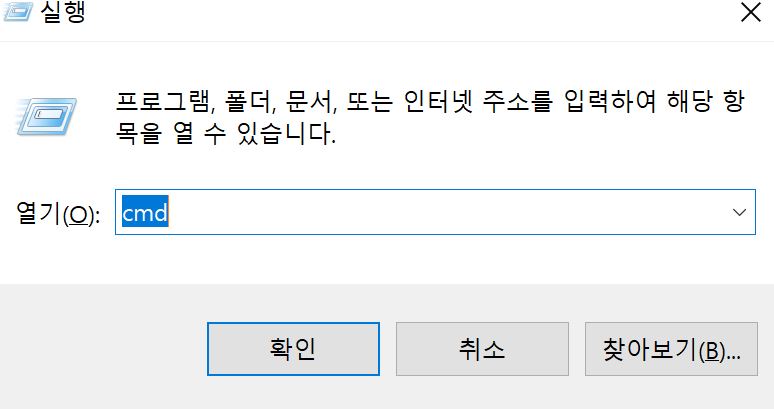 실행
프로그램, 폴더, 문서, 또는 인터넷 주소를 입력하여 해당 항
목을 열 수 있습니다.
열기(O): cmd
확인 취소 찾아보기(B)...